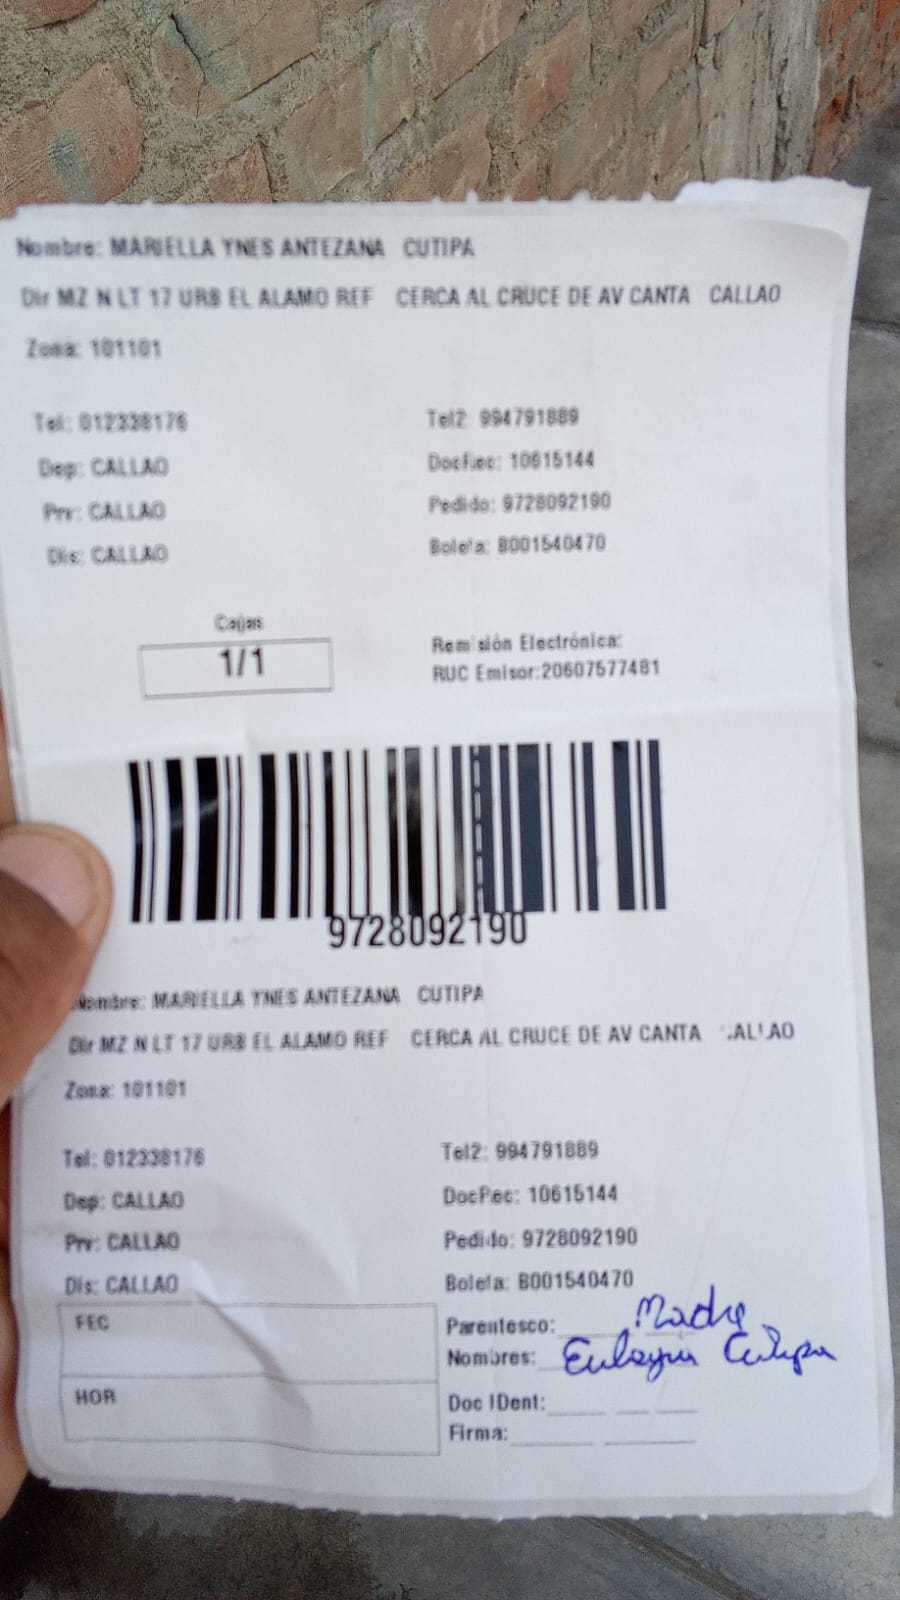 Nombre: MARIELLA YNES ANTEZANA CUTIPA
Dir MZ N LT 17 URB EL ALAMO REF CERCA AL CRUCE DE AV CANTA CALLAO
Zona: 101101
Tel: 012338176 Tel2: 994791889
Dep: CALLAO DocRec: 10615144
Prv: CALLAO Pedido: 9728092190
Dis: CALLAO Boleta: B001540470
Cajas
1/1
Remisión Electrónica:
RUC Emisor:20607577481
9728092190
Nombre: MARIELLA YNES ANTEZANA CUTIPA
Dir MZ N LT 17 URB EL ALAMO REF CERCA AL CRUCE DE AV CANTA CALLAO
Zona: 101101
Tel: 012338176 Tel2: 994791889
Dep: CALLAO DocRec: 10615144
Prv: CALLAO Pedido: 9728092190
Dis: CALLAO Boleta: B001540470
FEC
Parentesco: Madre
Nombres: Cutipa
HOR
Doc IDent:
Firma: